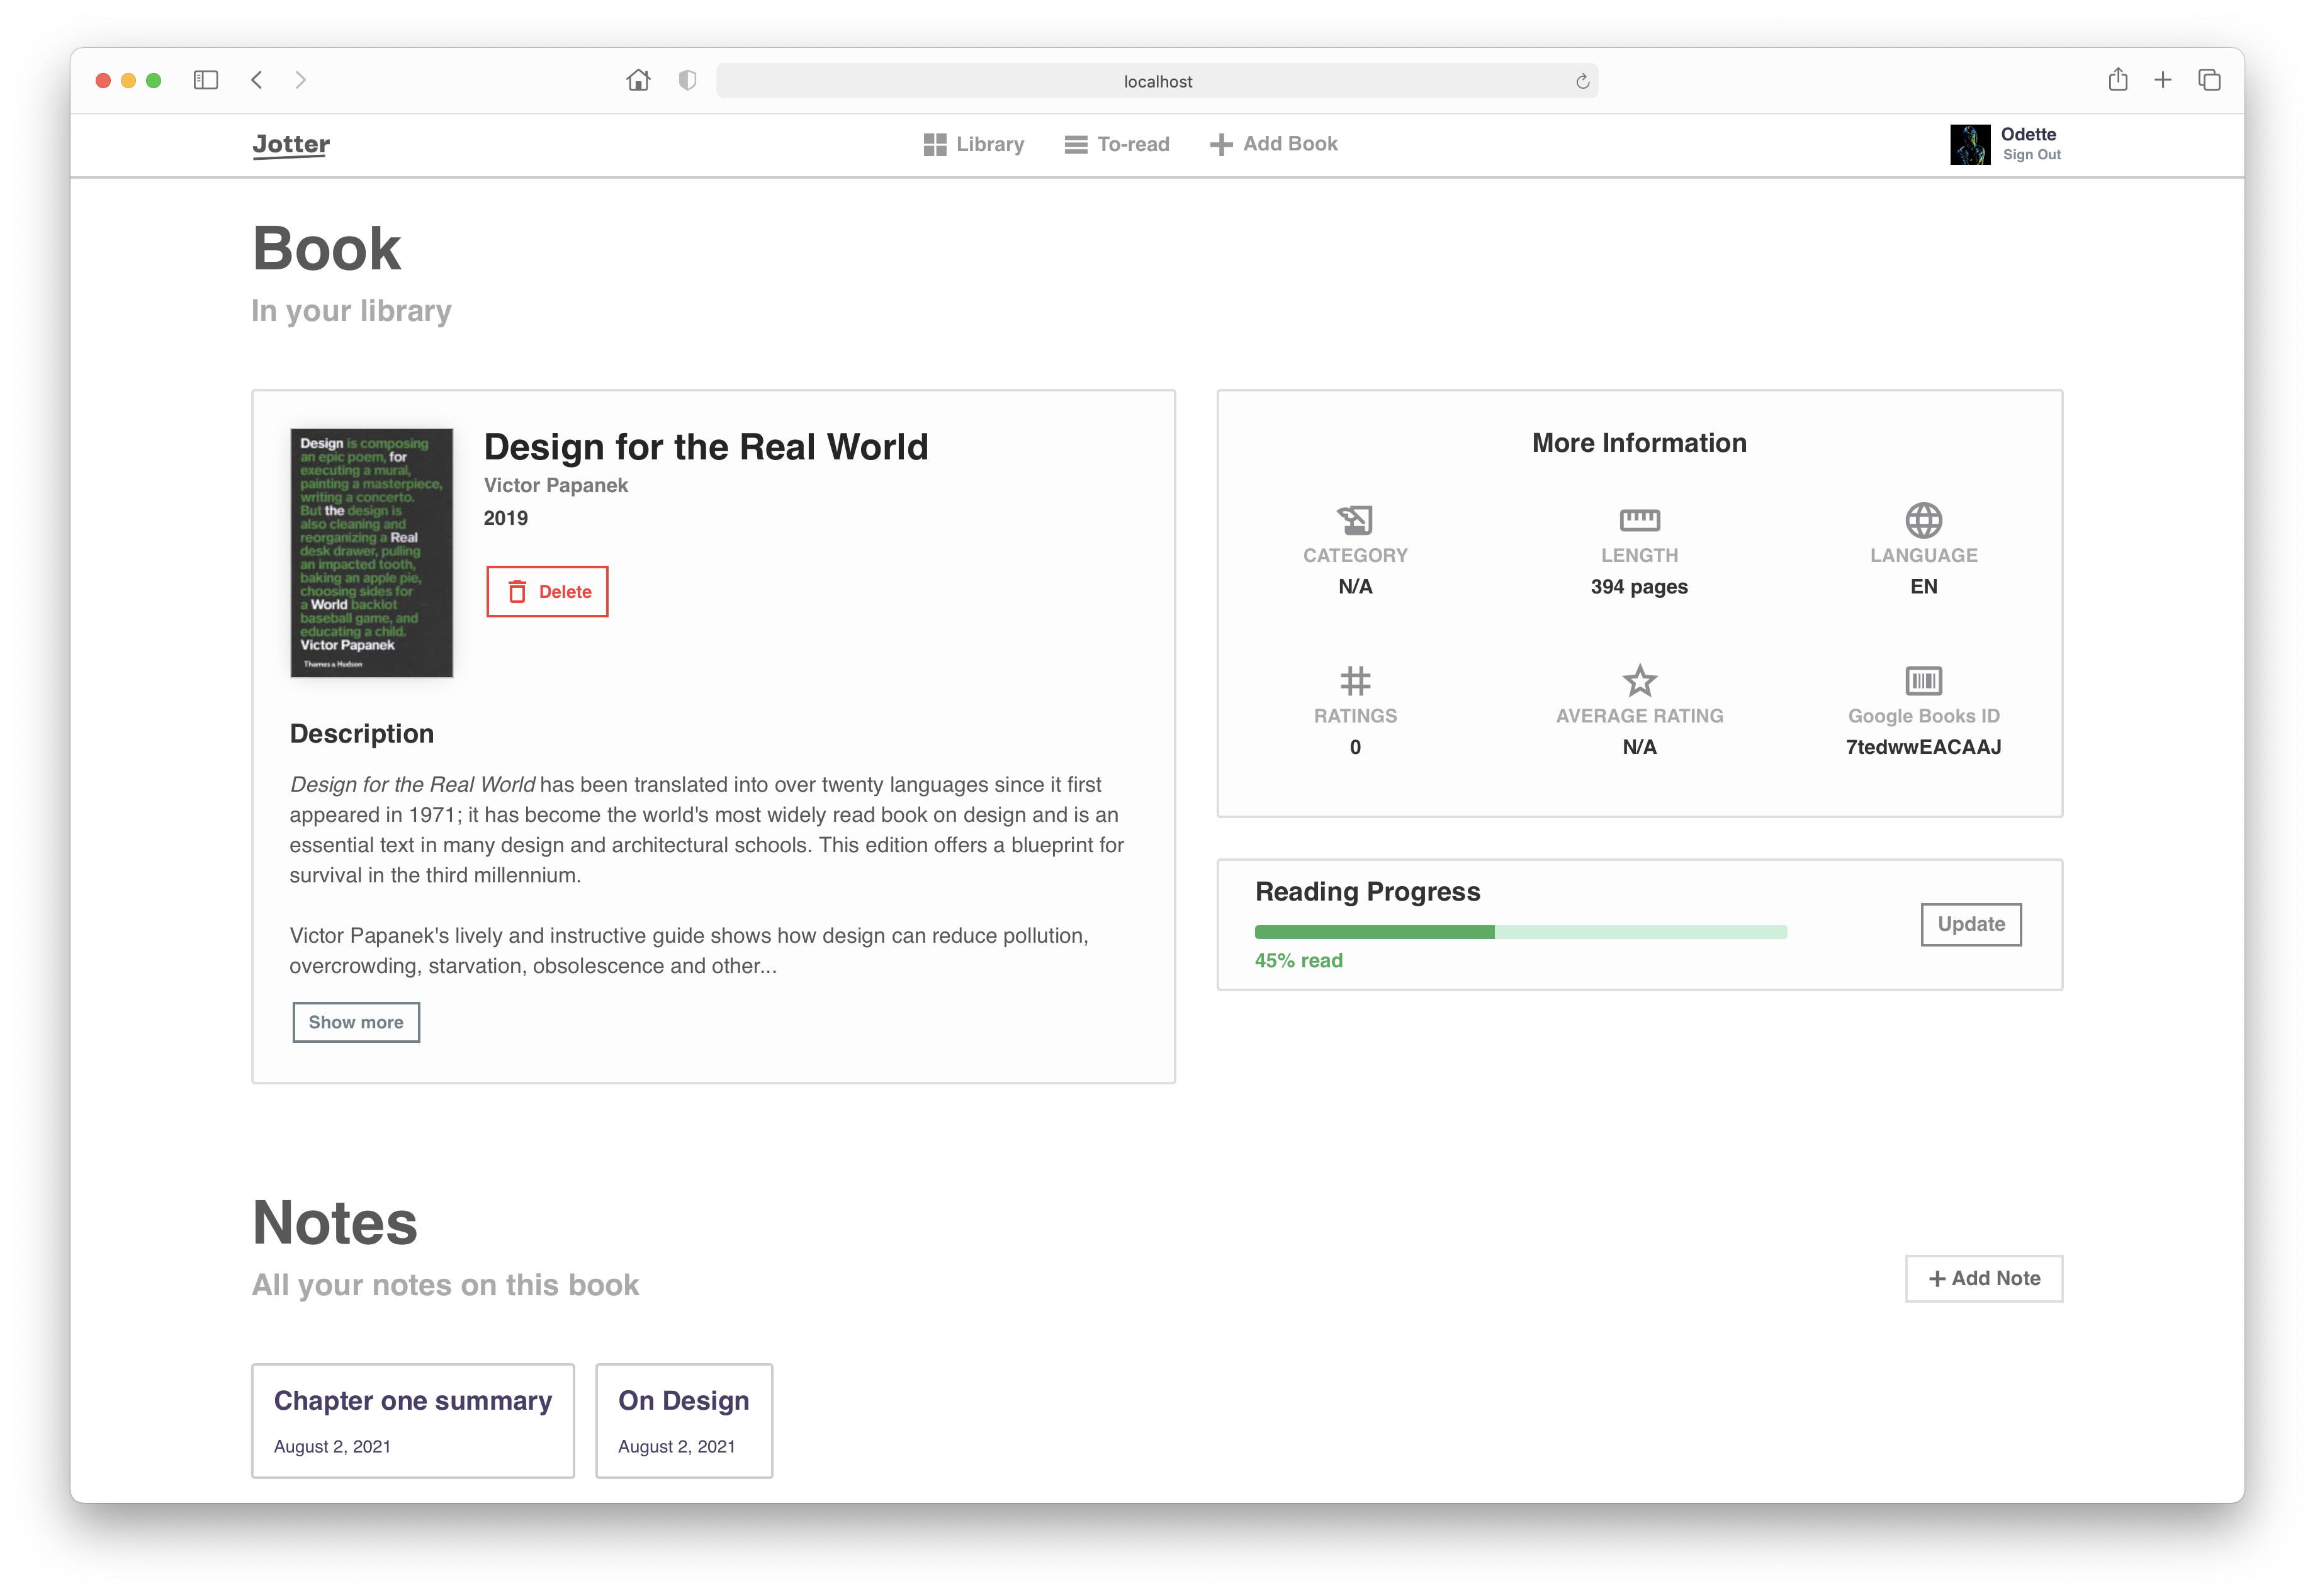 localhost
Jotter
Library
To-read
Add Book
Odette
Sign Out
Book
In your library
Design is composing
an epic poem, for
executing a mural,
painting a masterpiece,
writing a concerto.
But the design is
also cleaning and
reorganizing a Real
desk drawer, pulling
an impacted tooth,
baking an apple pie,
choosing sides for
a World backlot
baseball game, and
educating a child.
Victor Papanek
Thames & Hudson
Design for the Real World
Victor Papanek
2019
Delete
Description
Design for the Real World has been translated into over twenty languages since it first
appeared in 1971; it has become the world's most widely read book on design and is an
essential text in many design and architectural schools. This edition offers a blueprint for
survival in the third millennium.
Victor Papanek's lively and instructive guide shows how design can reduce pollution,
overcrowding, starvation, obsolescence and other...
Show more
More Information
CATEGORY
N/A
LENGTH
394 pages
LANGUAGE
EN
RATINGS
0
AVERAGE RATING
N/A
Google Books ID
7tedwwEACAAJ
Reading Progress
45% read
Update
Notes
All your notes on this book
+ Add Note
Chapter one summary
August 2, 2021
On Design
August 2, 2021